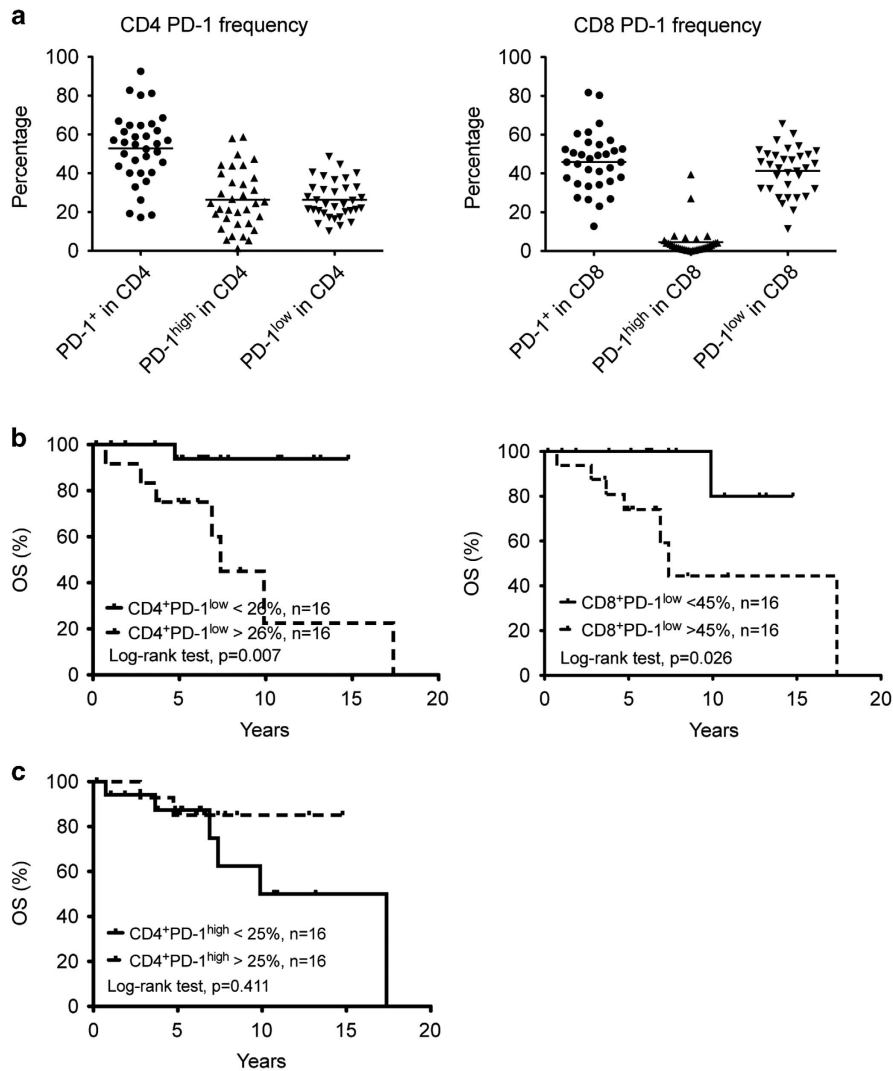 a
CD4 PD-1 frequency
CD8 PD-1 frequency
Percentage
100
80
60
40
20
0
PD-1⁺ in CD4
PD-1ʰⁱᵍʰ in CD4
PD-1ˡᵒʷ in CD4
Percentage
100
80
60
40
20
0
PD-1⁺ in CD8
PD-1ʰⁱᵍʰ in CD8
PD-1ˡᵒʷ in CD8
b
OS (%)
100
80
60
40
20
0
CD4⁺PD-1ˡᵒʷ < 26%, n=16
CD4⁺PD-1ˡᵒʷ > 26%, n=16
Log-rank test, p=0.007
0 5 10 15 20
Years
OS (%)
100
80
60
40
20
0
CD8⁺PD-1ˡᵒʷ <45%, n=16
CD8⁺PD-1ˡᵒʷ >45%, n=16
Log-rank test, p=0.026
0 5 10 15 20
Years
c
OS (%)
100
80
60
40
20
0
CD4⁺PD-1ʰⁱᵍʰ < 25%, n=16
CD4⁺PD-1ʰⁱᵍʰ > 25%, n=16
Log-rank test, p=0.411
0 5 10 15 20
Years